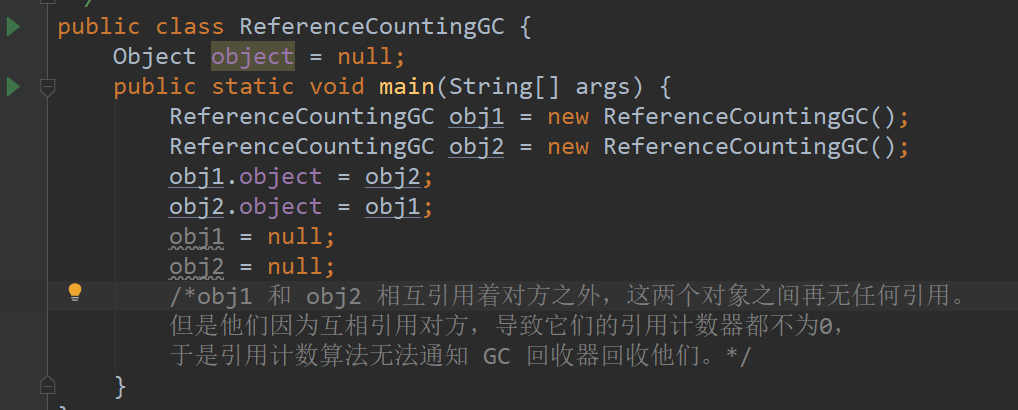 */
public class ReferenceCountingGC {
    Object object = null;
    public static void main(String[] args) {
        ReferenceCountingGC obj1 = new ReferenceCountingGC();
        ReferenceCountingGC obj2 = new ReferenceCountingGC();
        obj1.object = obj2;
        obj2.object = obj1;
        obj1 = null;
        obj2 = null;
        /*obj1 和 obj2 相互引用着对方之外，这两个对象之间再无任何引用。
        但是他们因为互相引用对方，导致它们的引用计数器都不为0，
        于是引用计数算法无法通知 GC 回收器回收他们。*/
    }
}